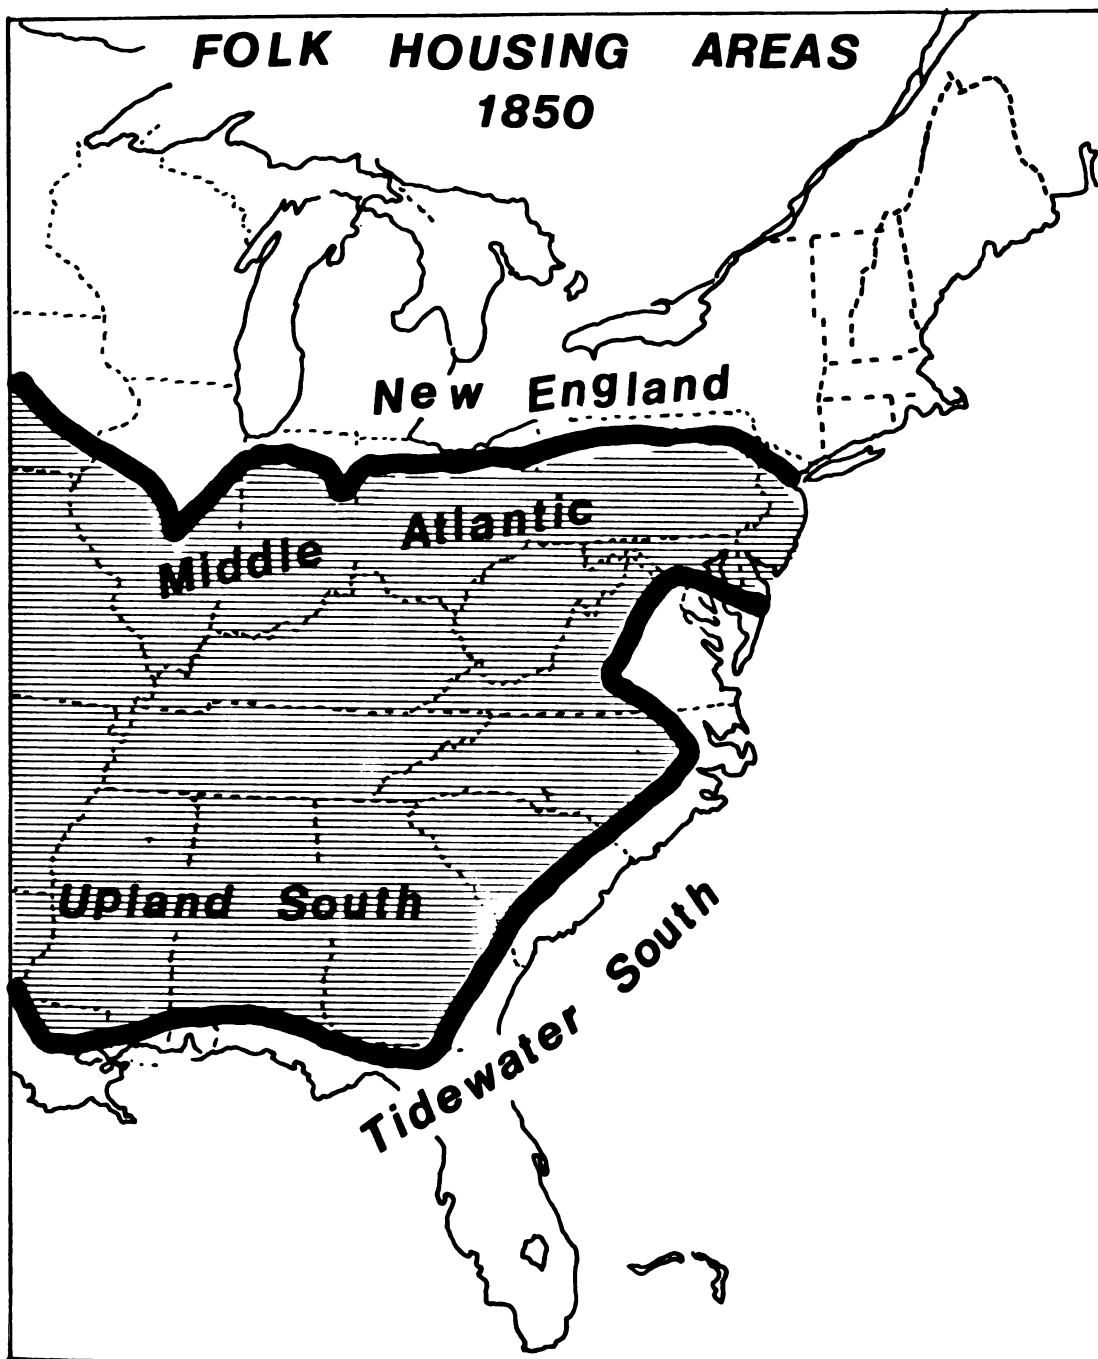 FOLK HOUSING AREAS
1850
New England
Middle Atlantic
Upland South
Tidewater South